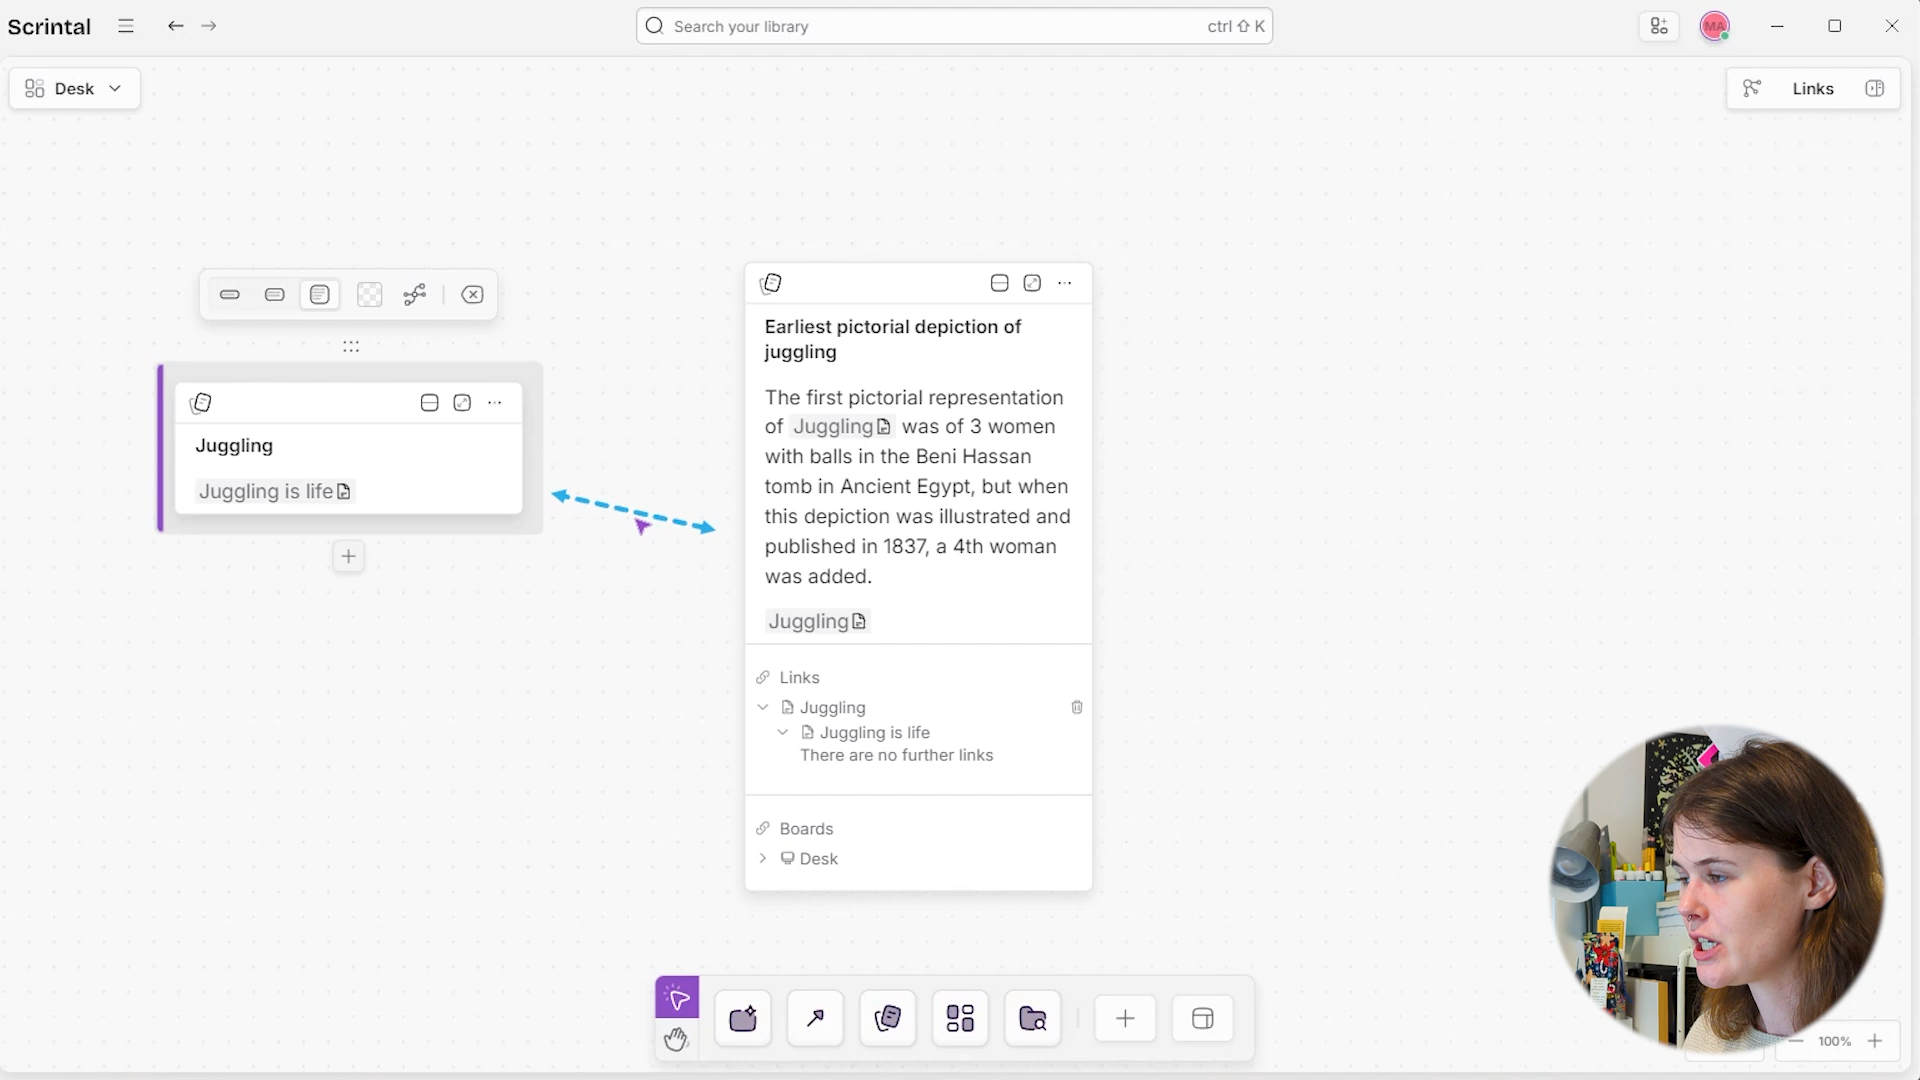 Scrintal
Search your library
ctrl ⇧ K
MA
Desk
Links
Juggling
Juggling is life
Earliest pictorial depiction of
juggling
The first pictorial representation
of Juggling was of 3 women
with balls in the Beni Hassan
tomb in Ancient Egypt, but when
this depiction was illustrated and
published in 1837, a 4th woman
was added.
Juggling
Links
Juggling
Juggling is life
There are no further links
Boards
Desk
100%